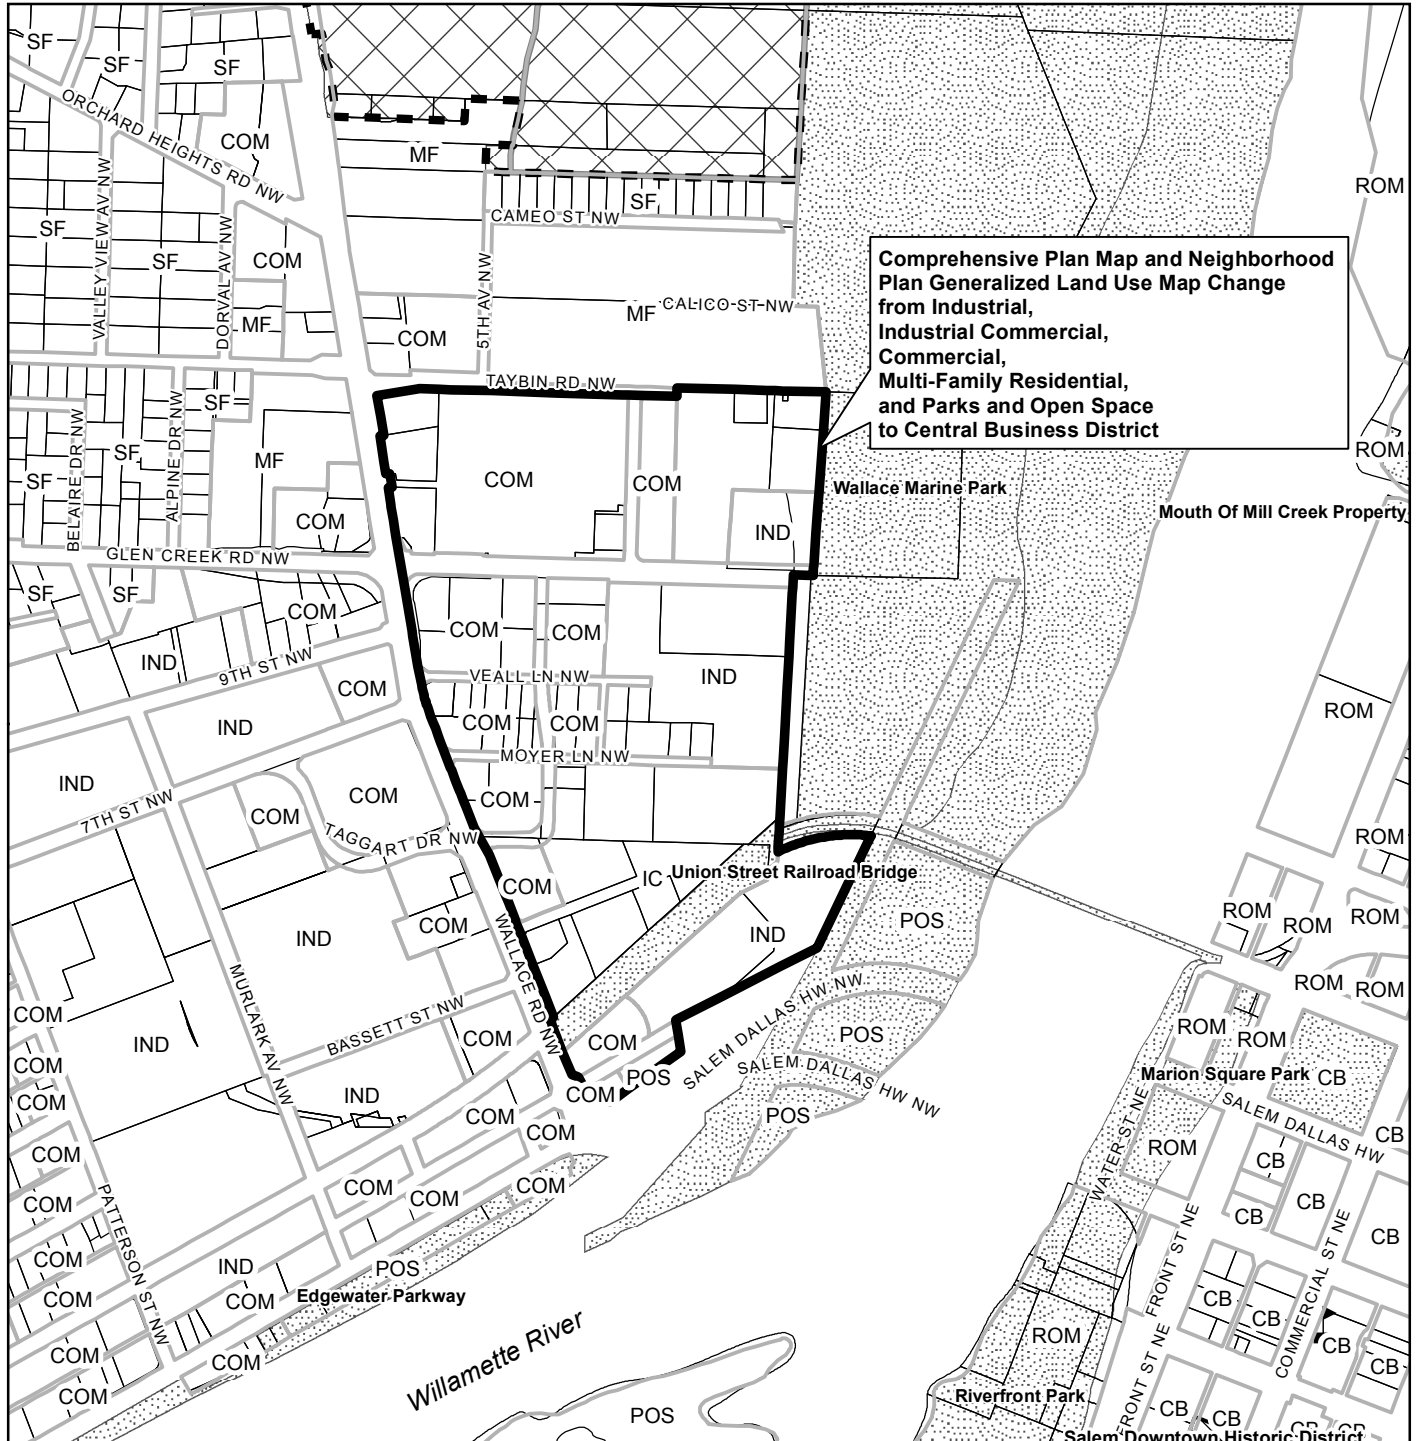 SF
SF
SF
ORCHARD HEIGHTS RD NW
COM
MF
ROM
SF
SF
CAMEO ST NW
VALLEY VIEW AV NW
DORVAL AV NW
SF
COM
5TH AV NW
Comprehensive Plan Map and Neighborhood
Plan Generalized Land Use Map Change
from Industrial,
Industrial Commercial,
Commercial,
Multi-Family Residential,
and Parks and Open Space
to Central Business District
MF
COM
MF
CALICO ST NW
TAYBIN RD NW
SF
BELAIRE DR NW
ALPINE DR NW
SF
MF
SF
COM
COM
COM
IND
Wallace Marine Park
ROM
Mouth Of Mill Creek Property
GLEN CREEK RD NW
SF
SF
COM
COM
COM
IND
9TH ST NW
VEALL LN NW
IND
COM
IND
COM
COM
ROM
MOYER LN NW
IND
7TH ST NW
COM
COM
COM
TAGGART DR NW
ROM
COM
IC
Union Street Railroad Bridge
COM
IND
IND
POS
ROM
ROM
ROM
WALLACE RD NW
MURLARK AV NW
SALEM DALLAS HW NW
ROM
ROM
COM
IND
BASSETT ST NW
COM
COM
POS
ROM
ROM
COM
COM
IND
COM
POS
SALEM DALLAS HW NW
Marion Square Park
CB
COM
COM
POS
WATER ST NE
SALEM DALLAS HW
COM
ROM
CB
CB
COM
PATTERSON ST NW
COM
COM
COM
CB
CB
COM
CB
COM
IND
POS
FRONT ST NE
COMMERCIAL ST NE
COM
COM
Edgewater Parkway
CB
CB
Willamette River
ROM
CB
CB
COM
COM
COM
Riverfront Park
FRONT ST NE
POS
CB
CB
CB
CB
Salem Downtown Historic District